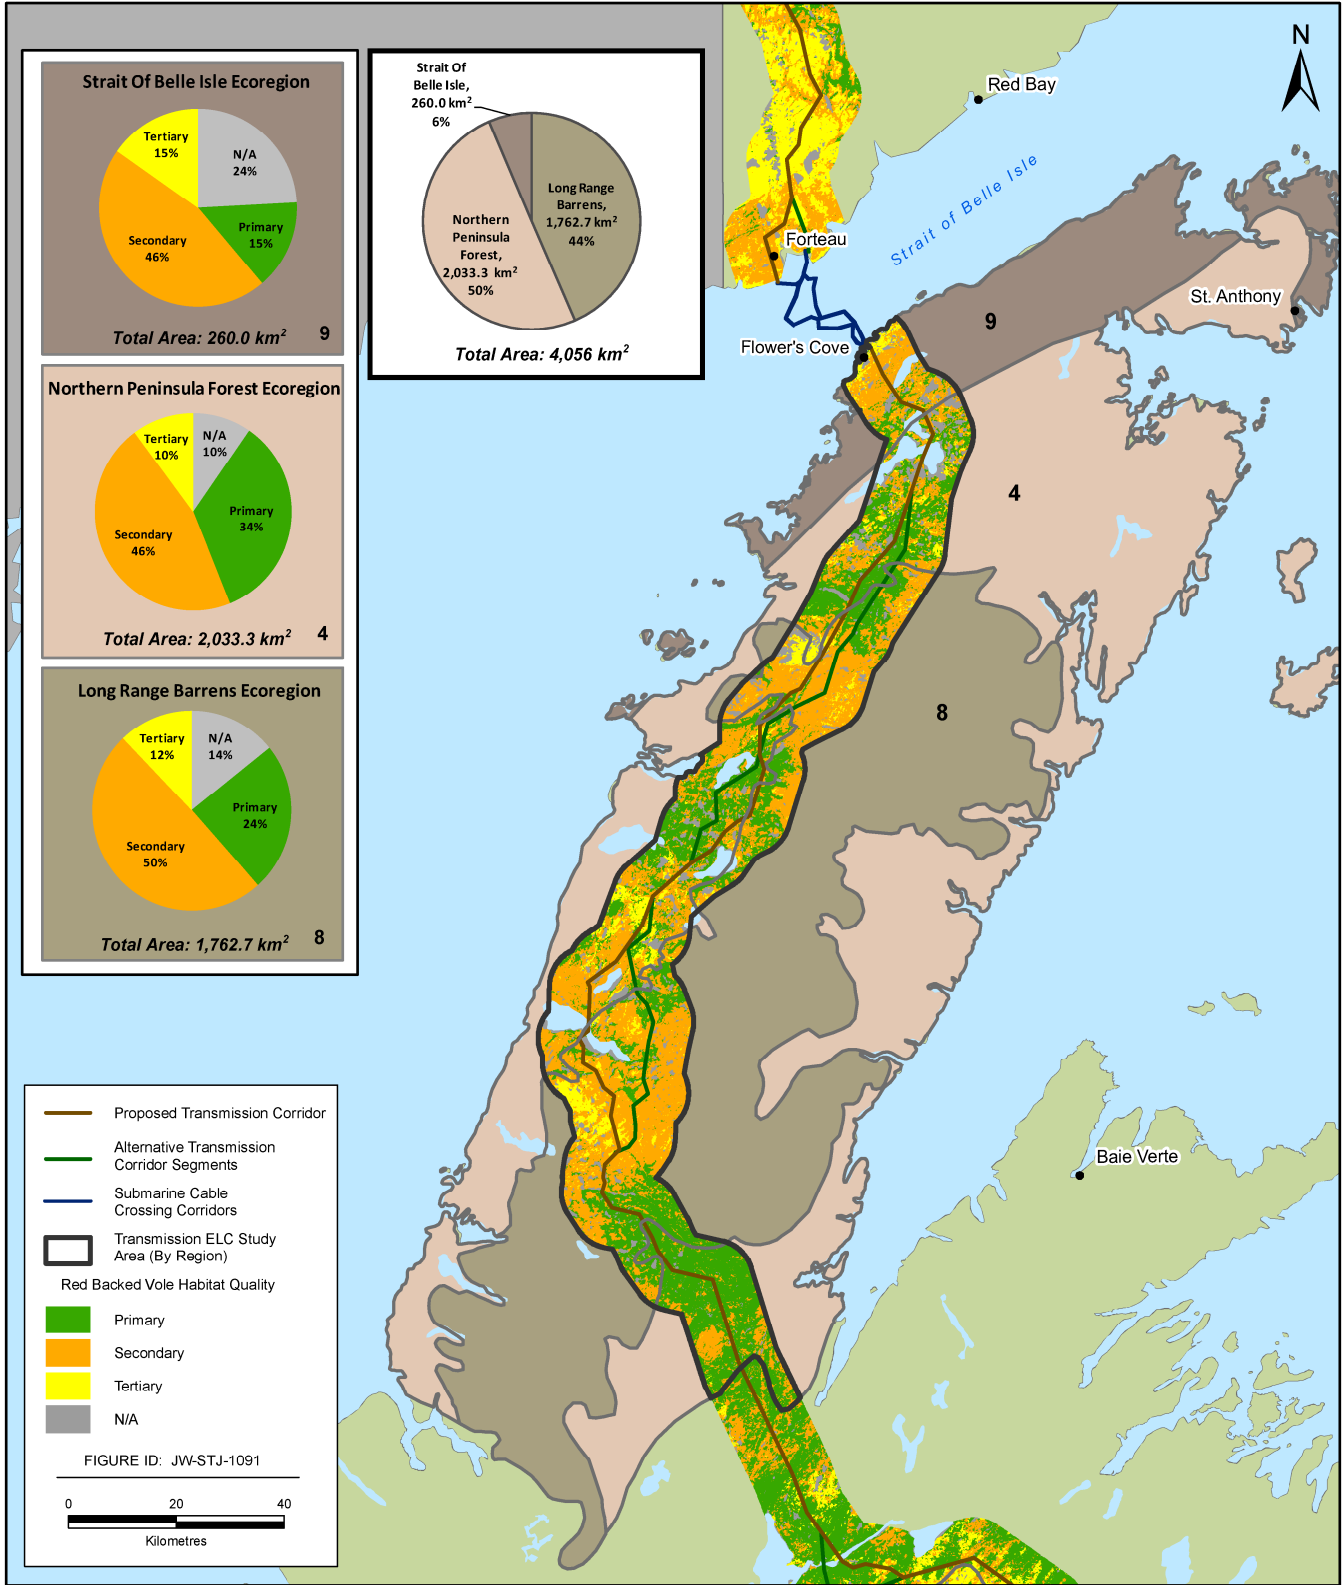 Strait Of Belle Isle Ecoregion
Tertiary
15%
N/A
24%
Primary
15%
Secondary
46%
Total Area: 260.0 km²
9
Northern Peninsula Forest Ecoregion
Tertiary
10%
N/A
10%
Primary
34%
Secondary
46%
Total Area: 2,033.3 km²
4
Long Range Barrens Ecoregion
Tertiary
12%
N/A
14%
Primary
24%
Secondary
50%
Total Area: 1,762.7 km²
8
Strait Of
Belle Isle,
260.0 km²
6%
Long Range
Barrens,
1,762.7 km²
44%
Northern
Peninsula
Forest,
2,033.3 km²
50%
Total Area: 4,056 km²
N
Red Bay
Strait of Belle Isle
Forteau
St. Anthony
Flower's Cove
9
4
8
Baie Verte
Proposed Transmission Corridor
Alternative Transmission
Corridor Segments
Submarine Cable
Crossing Corridors
Transmission ELC Study
Area (By Region)
Red Backed Vole Habitat Quality
Primary
Secondary
Tertiary
N/A
FIGURE ID: JW-STJ-1091
0 20 40
Kilometres